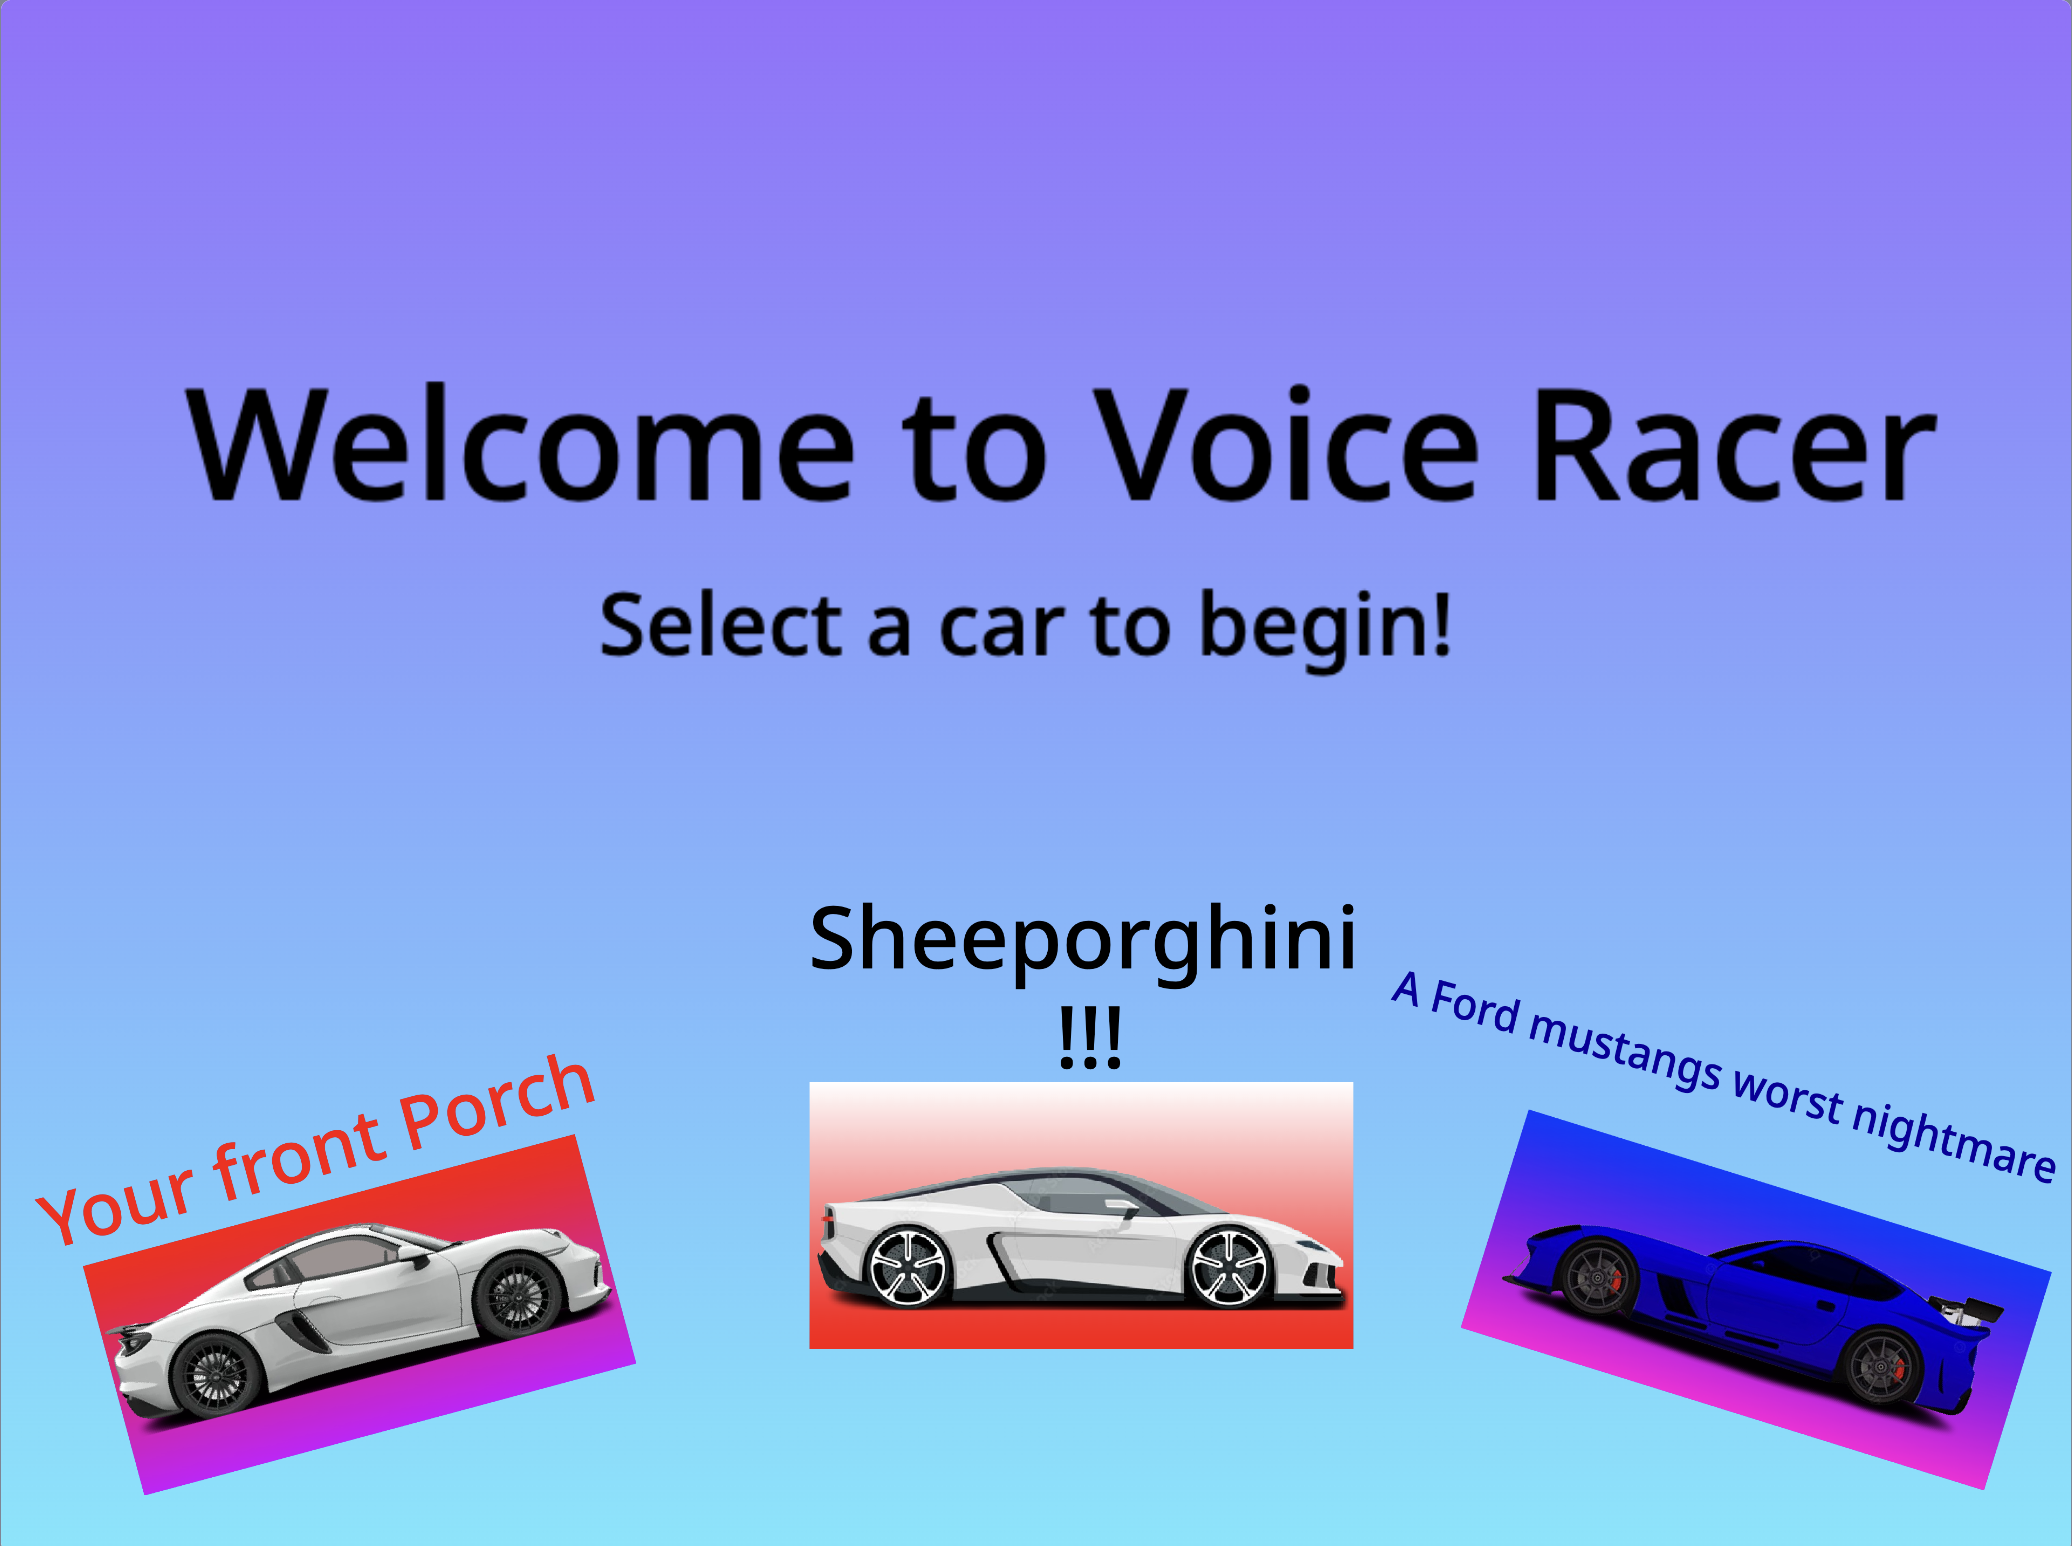 Welcome to Voice Racer
Select a car to begin!
Sheeporghini
!!!
A Ford mustangs worst nightmare
Your front Porch